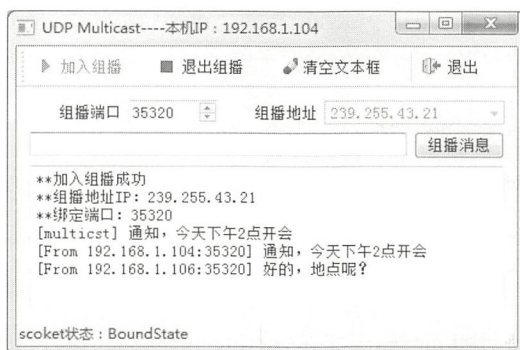 UDP Multicast----本机IP：192.168.1.104
加入组播 退出组播 清空文本框 退出
组播端口 35320 组播地址 239.255.43.21
组播消息
**加入组播成功
**组播地址IP: 239.255.43.21
**绑定端口: 35320
[multicst] 通知，今天下午2点开会
[From 192.168.1.104:35320] 通知，今天下午2点开会
[From 192.168.1.106:35320] 好的，地点呢?
scoket状态：BoundState